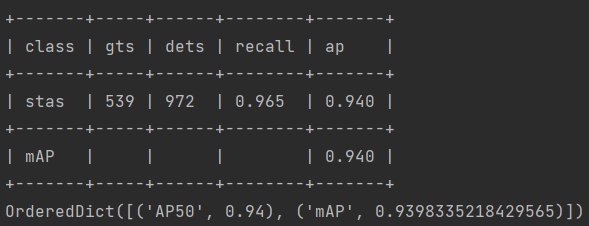 +-------+-----+------+--------+-------+
| class | gts | dets | recall | ap    |
+-------+-----+------+--------+-------+
| stas  | 539 | 972  | 0.965  | 0.940 |
+-------+-----+------+--------+-------+
| mAP   |     |      |        | 0.940 |
+-------+-----+------+--------+-------+
OrderedDict([('AP50', 0.94), ('mAP', 0.9398335218429565)])